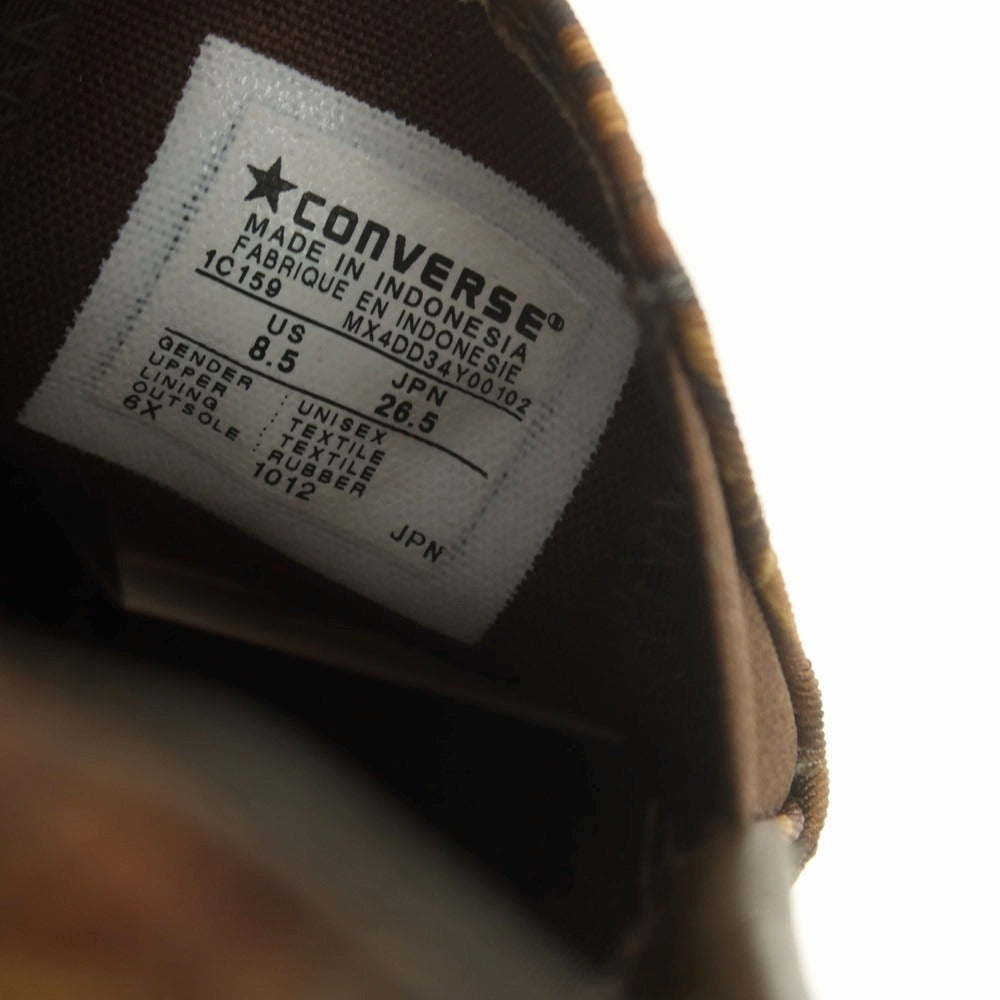 ★CONVERSE®
MADE IN INDONESIA
FABRIQUE EN INDONESIE
1C159 MX4DD34Y00102
US JPN
8.5 26.5
GENDER : UNISEX
UPPER : TEXTILE
LINING : TEXTILE
OUTSOLE : RUBBER
6X 1012
JPN